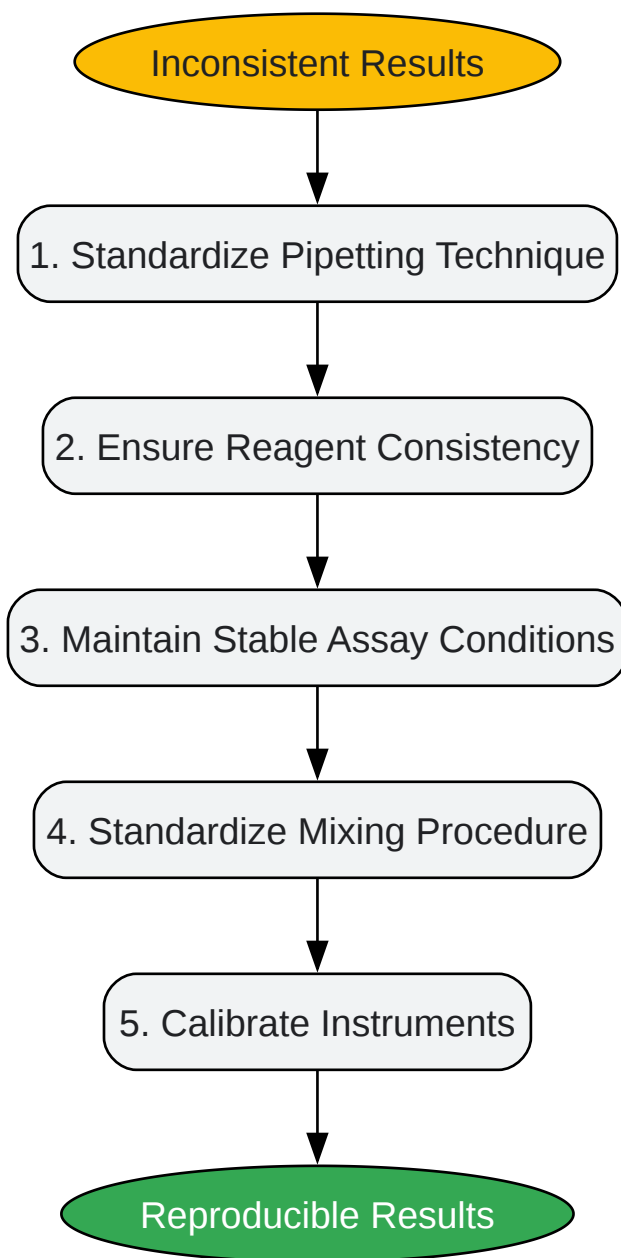 Inconsistent Results
1. Standardize Pipetting Technique
2. Ensure Reagent Consistency
3. Maintain Stable Assay Conditions
4. Standardize Mixing Procedure
5. Calibrate Instruments
Reproducible Results